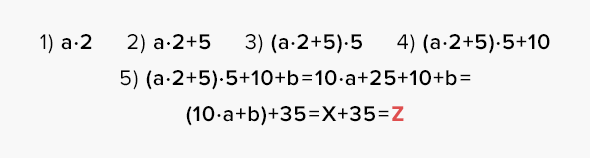 1) a·2 2) a·2+5 3) (a·2+5)·5 4) (a·2+5)·5+10
5) (a·2+5)·5+10+b=10·a+25+10+b=
(10·a+b)+35=X+35=Z